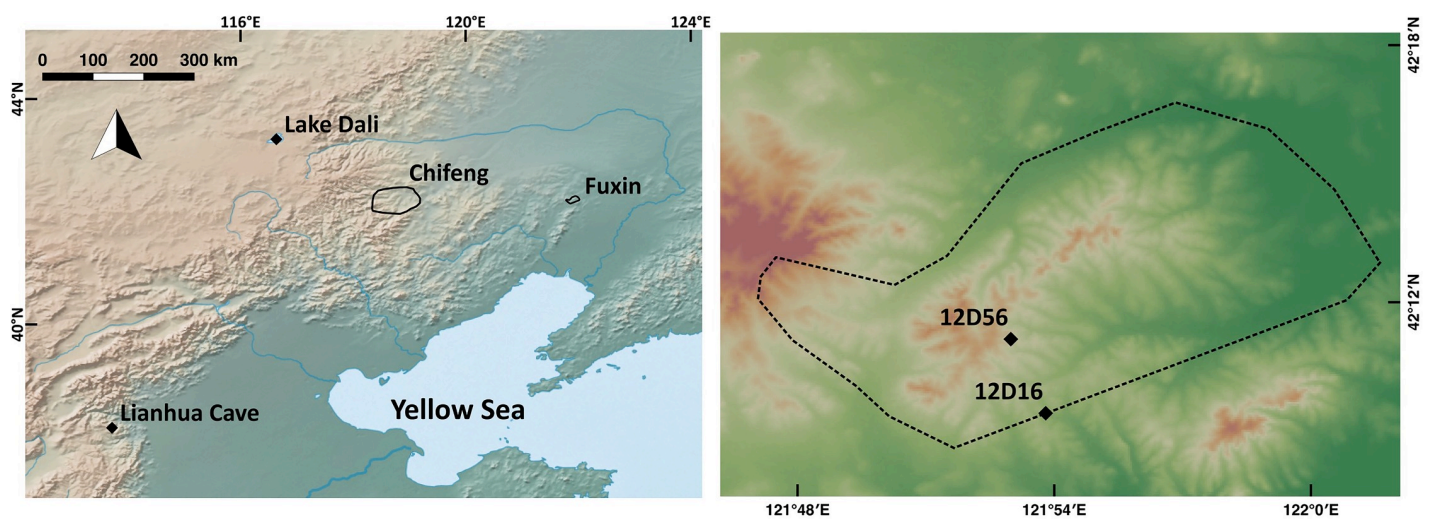 116°E 120°E 124°E
0 100 200 300 km
44°N
Lake Dali
Chifeng
Fuxin
40°N
Lianhua Cave
Yellow Sea
42°18′N
42°12′N
12D56
12D16
121°48′E 121°54′E 122°0′E